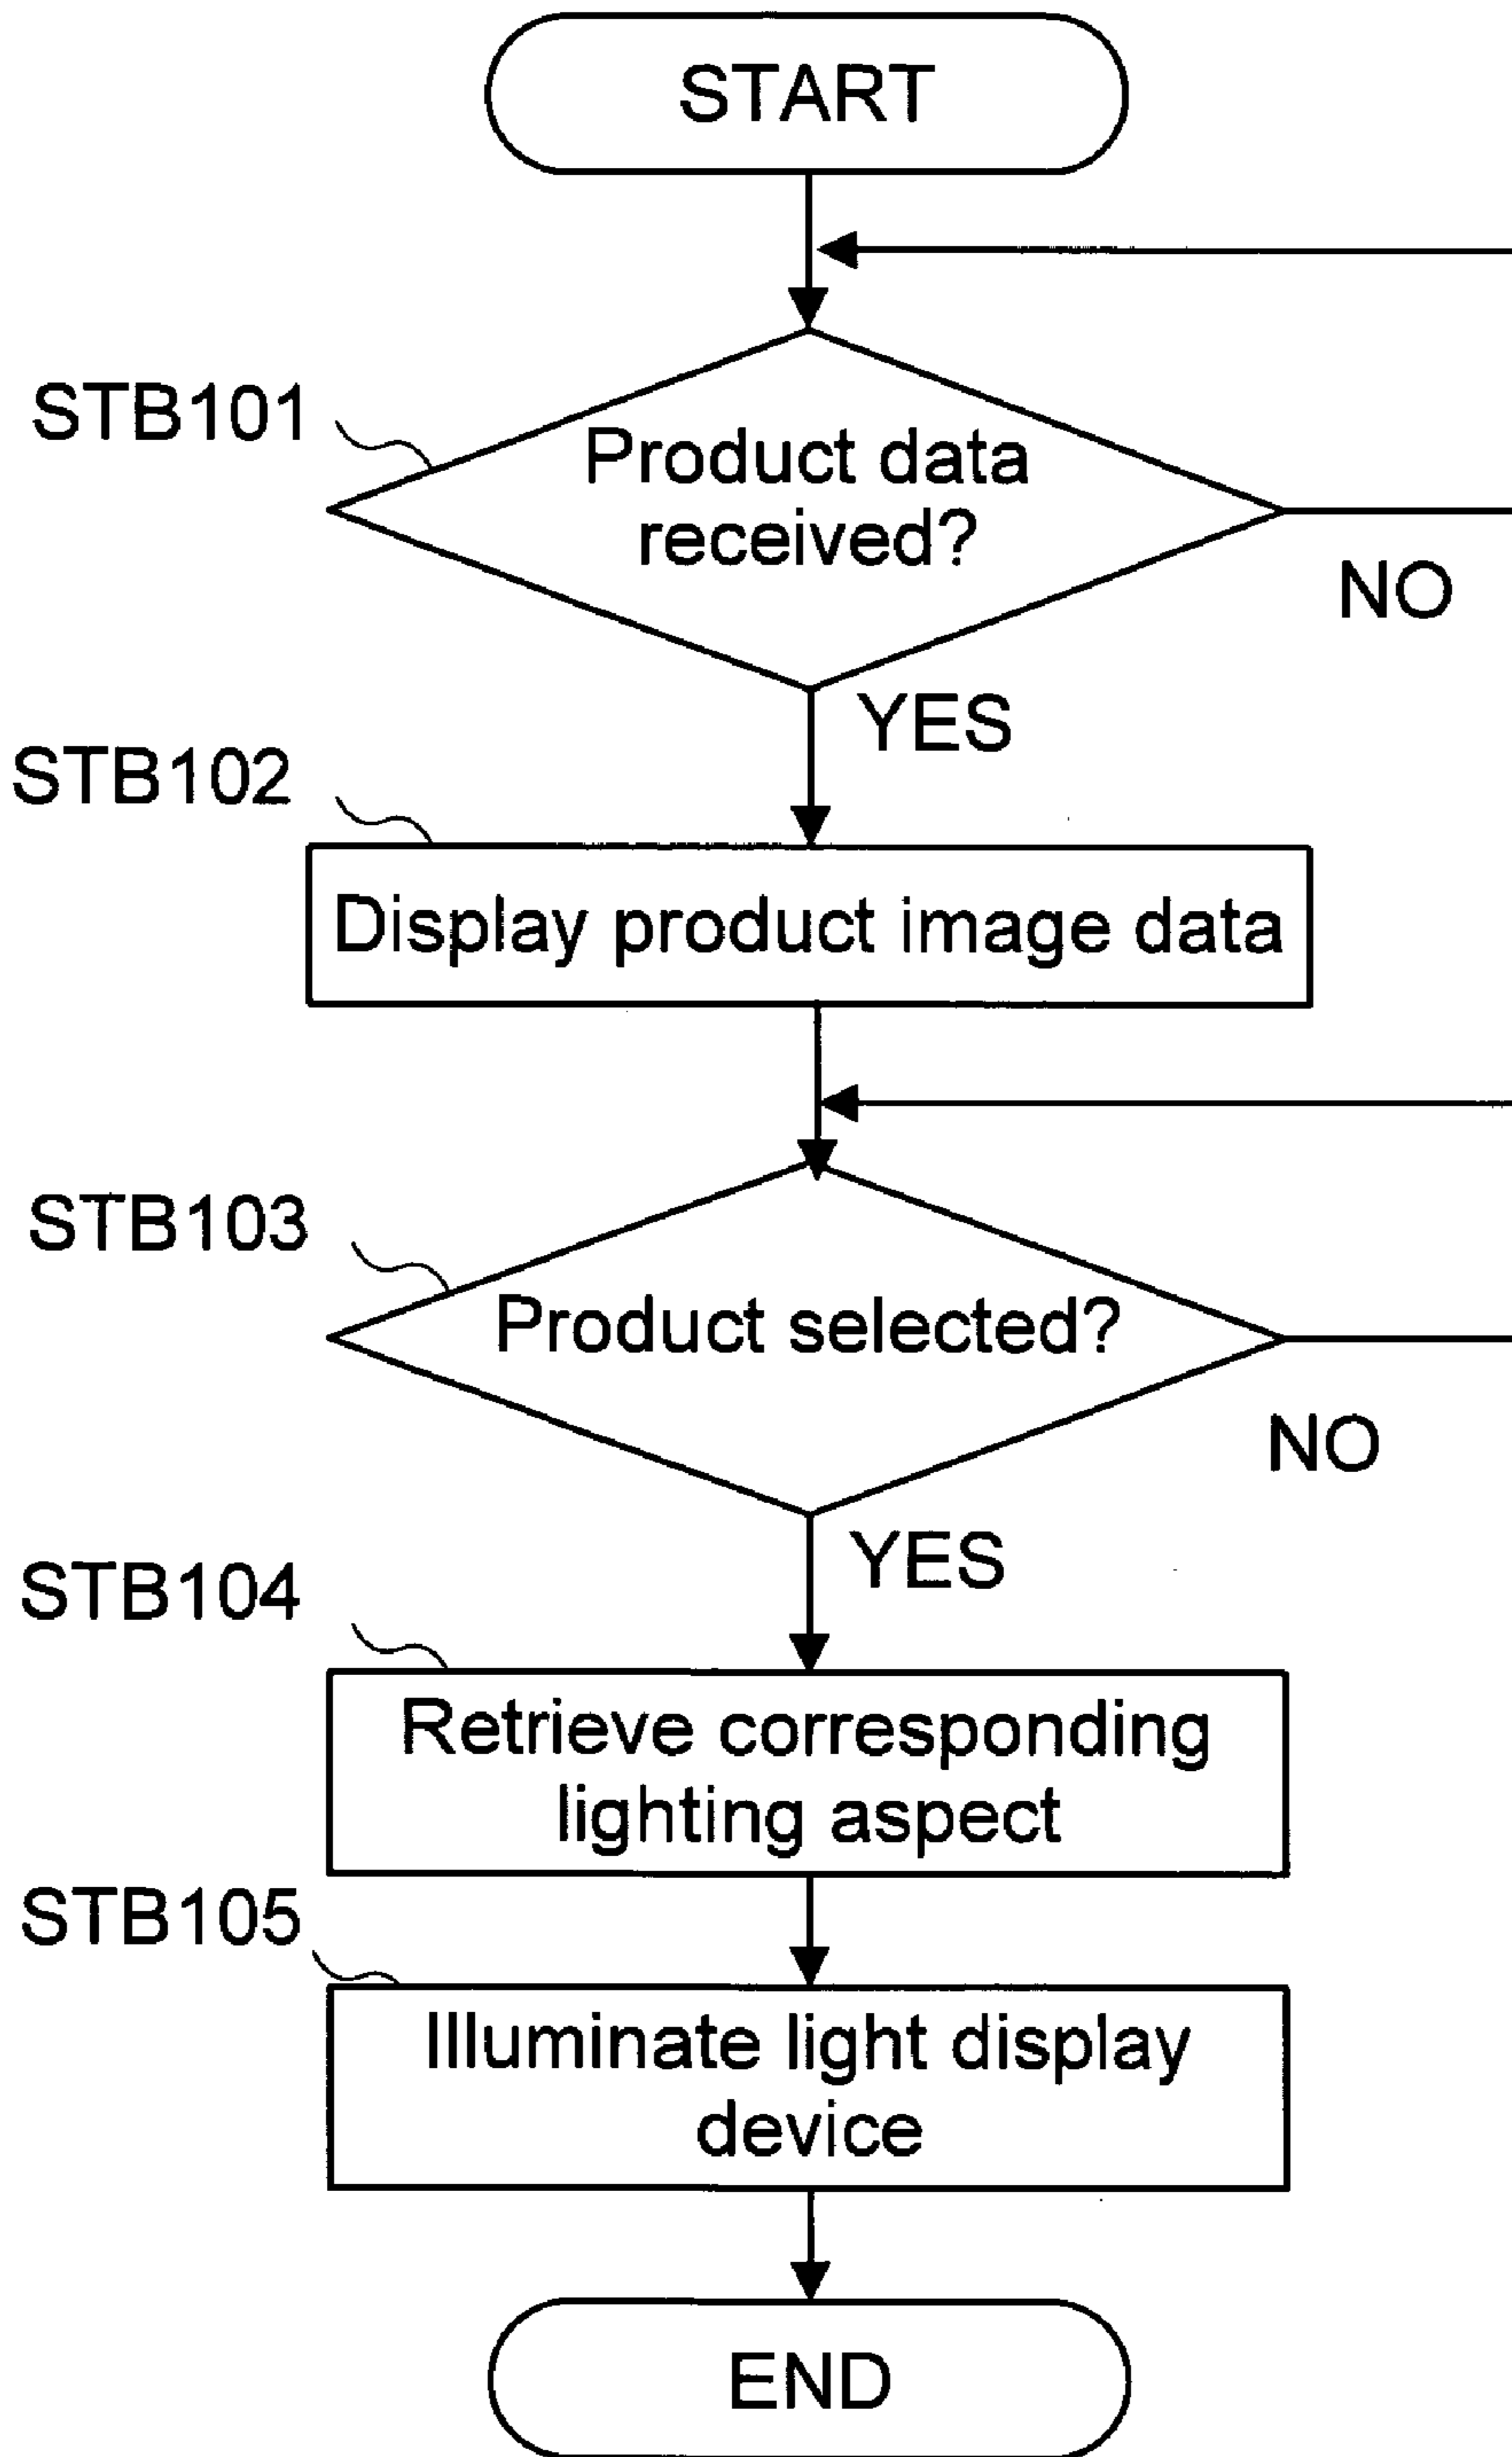 START
STB101
Product data
received?
NO
YES
STB102
Display product image data
STB103
Product selected?
NO
YES
STB104
Retrieve corresponding
lighting aspect
STB105
Illuminate light display
device
END